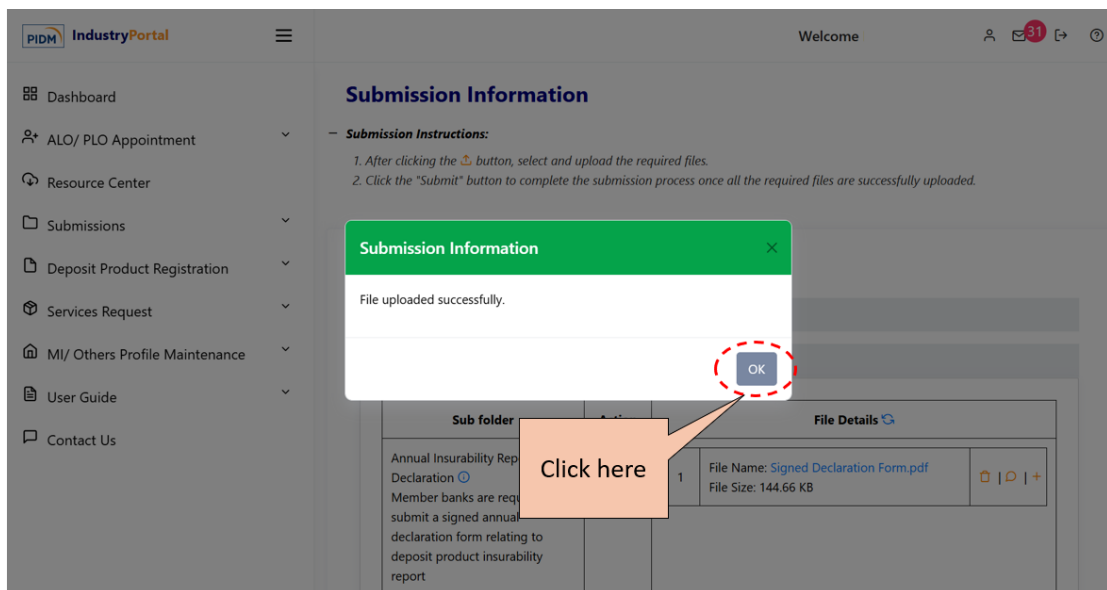 PIDM IndustryPortal
Welcome
31
Dashboard
ALO/ PLO Appointment
Resource Center
Submissions
Deposit Product Registration
Services Request
MI/ Others Profile Maintenance
User Guide
Contact Us
Submission Information
Submission Instructions:
1. After clicking the button, select and upload the required files.
2. Click the "Submit" button to complete the submission process once all the required files are successfully uploaded.
Submission Information
File uploaded successfully.
OK
Click here
Sub folder
File Details
Annual Insurability
Declaration
Member banks are
submit a signed annual
declaration form relating to
deposit product insurability
report
1
File Name: Signed Declaration Form.pdf
File Size: 144.66 KB